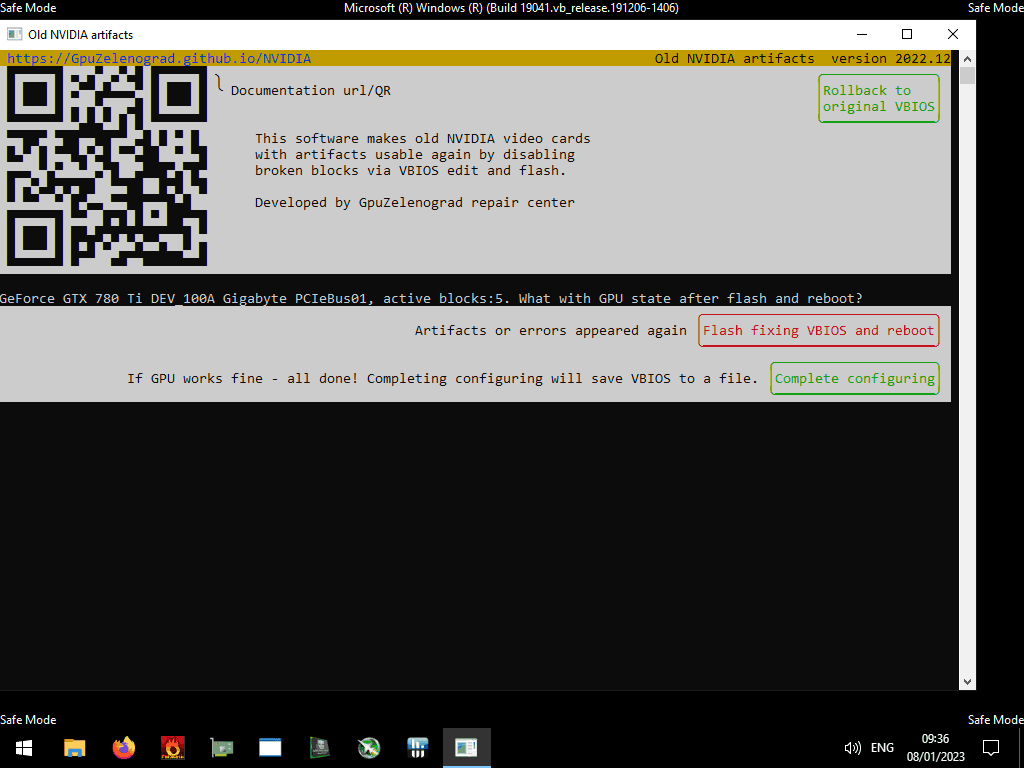 Safe Mode
Microsoft (R) Windows (R) (Build 19041.vb_release.191206-1406)
Safe Mode
Old NVIDIA artifacts
https://GpuZelenograd.github.io/NVIDIA
Old NVIDIA artifacts version 2022.12
Documentation url/QR
Rollback to
original VBIOS
This software makes old NVIDIA video cards
with artifacts usable again by disabling
broken blocks via VBIOS edit and flash.
Developed by GpuZelenograd repair center
GeForce GTX 780 Ti DEV_100A Gigabyte PCIeBus01, active blocks:5. What with GPU state after flash and reboot?
Artifacts or errors appeared again
Flash fixing VBIOS and reboot
If GPU works fine - all done! Completing configuring will save VBIOS to a file.
Complete configuring
Safe Mode
Safe Mode
ENG
09:36
08/01/2023